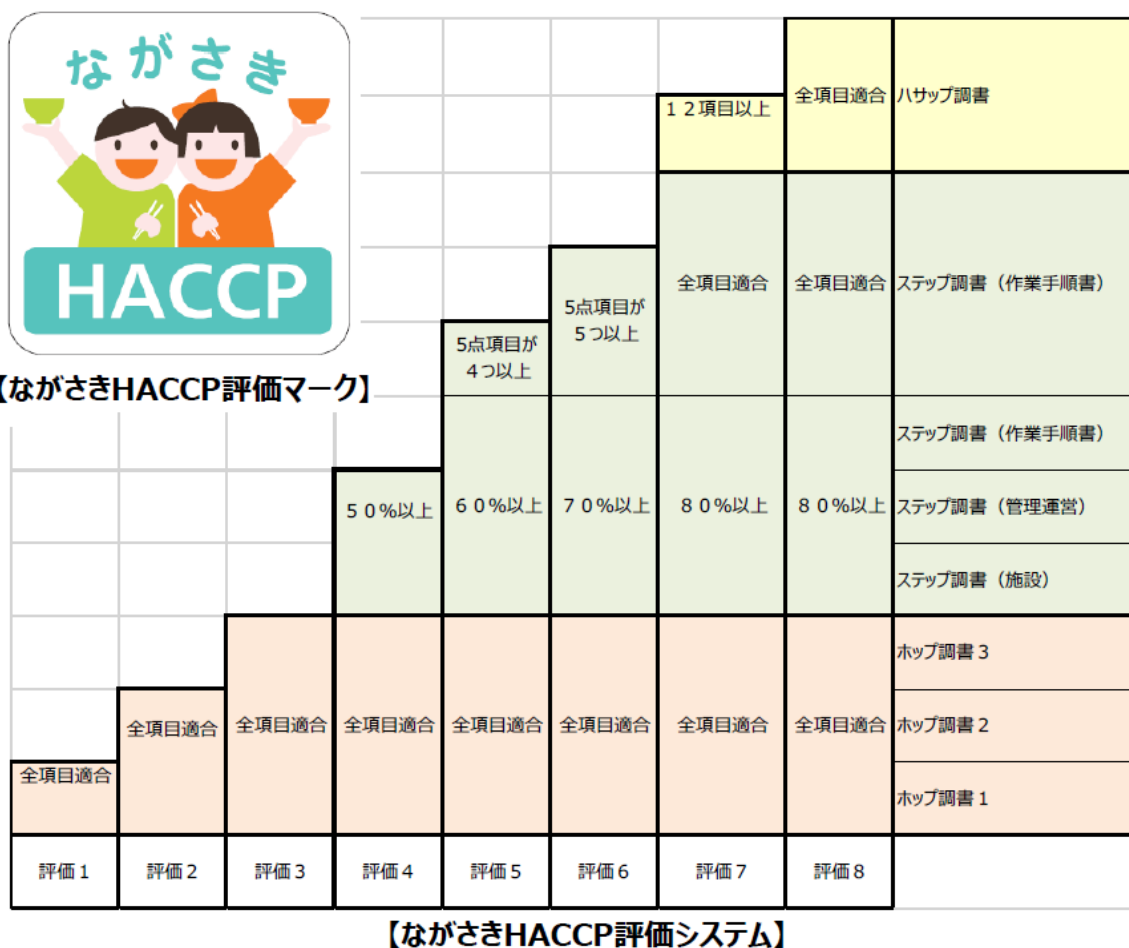 ながさき
HACCP
【ながさきHACCP評価マーク】
全項目適合
ハサップ調書
１２項目以上
全項目適合
全項目適合
ステップ調書（作業手順書）
5点項目が
５つ以上
5点項目が
４つ以上
ステップ調書（作業手順書）
５０％以上
６０％以上
７０％以上
８０％以上
８０％以上
ステップ調書（管理運営）
ステップ調書（施設）
ホップ調書３
全項目適合
全項目適合
全項目適合
全項目適合
全項目適合
全項目適合
全項目適合
ホップ調書２
全項目適合
ホップ調書１
評価１
評価２
評価３
評価４
評価５
評価６
評価７
評価８
【ながさきHACCP評価システム】